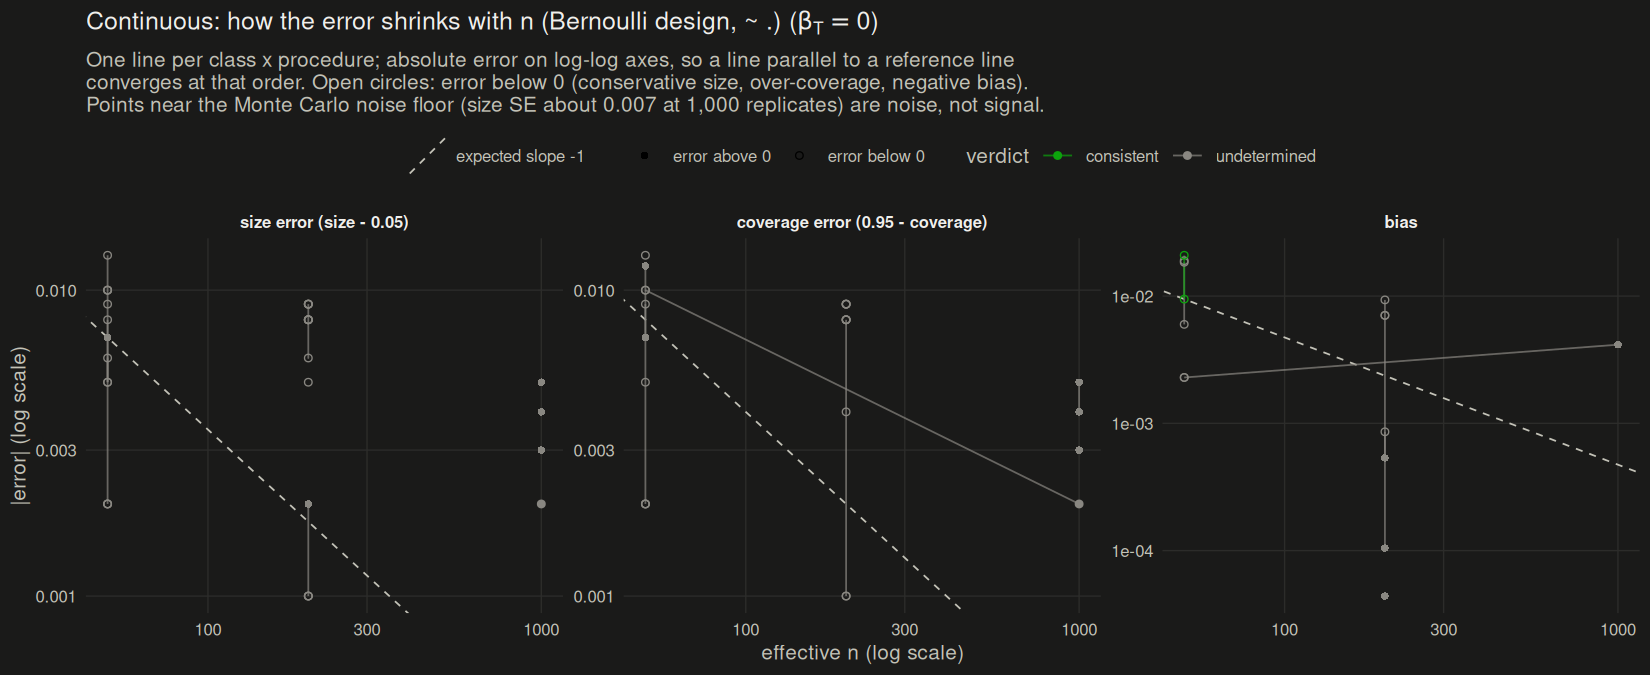 Continuous: how the error shrinks with n (Bernoulli design, ~ .) (βT = 0)
One line per class x procedure; absolute error on log-log axes, so a line parallel to a reference line
converges at that order. Open circles: error below 0 (conservative size, over-coverage, negative bias).
Points near the Monte Carlo noise floor (size SE about 0.007 at 1,000 replicates) are noise, not signal.
expected slope -1 error above 0 error below 0 verdict consistent undetermined
size error (size - 0.05) coverage error (0.95 - coverage) bias
|error| (log scale)
0.010
0.003
0.001
100 300 1000
0.010
0.003
0.001
100 300 1000
1e-02
1e-03
1e-04
100 300 1000
effective n (log scale)